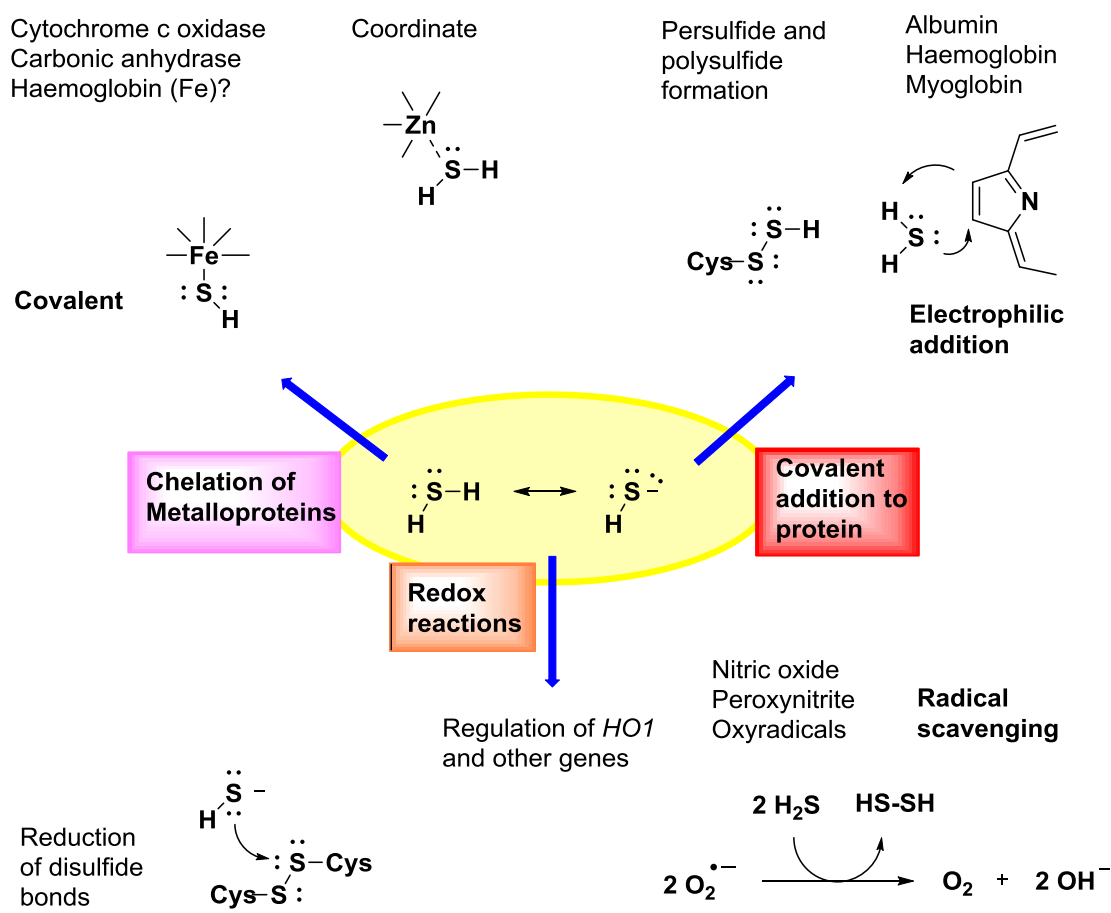 Cytochrome c oxidase
Carbonic anhydrase
Haemoglobin (Fe)?
Coordinate
Persulfide and
polysulfide
formation
Albumin
Haemoglobin
Myoglobin
Zn
S
H
H
Fe
S
H
Covalent
S
H
Cys
S
H
S
H
N
Electrophilic
addition
Chelation of
Metalloproteins
S
H
H
S
−
H
Covalent
addition to
protein
Redox
reactions
Regulation of HO1
and other genes
Nitric oxide
Peroxynitrite
Oxyradicals
Radical
scavenging
Reduction
of disulfide
bonds
S
−
H
S
Cys
Cys
S
2 H₂S
HS-SH
2 O₂•−
O₂ + 2 OH−